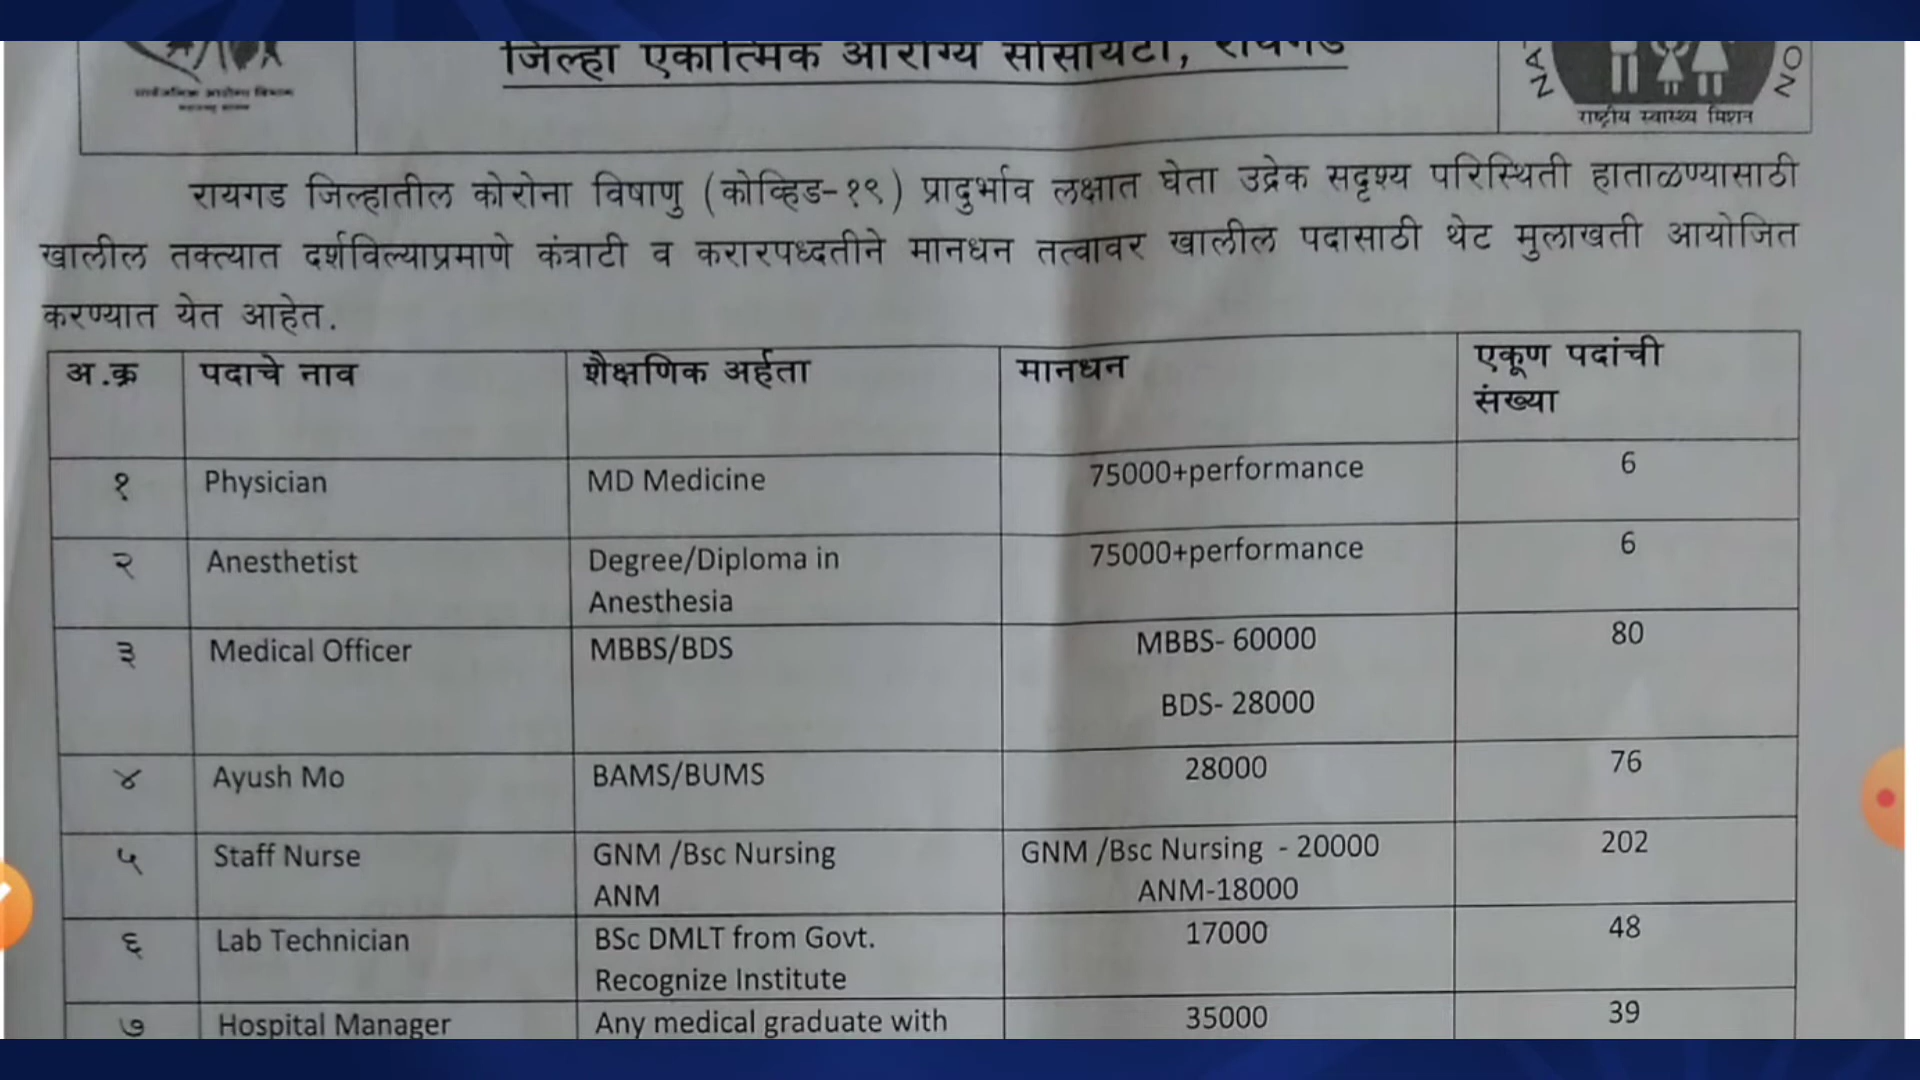 जिल्हा एकात्मिक आरोग्य सोसायटी, रायगड
सार्वजनिक आरोग्य विभाग
राष्ट्रीय स्वास्थ्य मिशन
रायगड जिल्हातील कोरोना विषाणु (कोव्हिड-१९) प्रादुर्भाव लक्षात घेता उद्रेक सदृश्य परिस्थिती हाताळण्यासाठी
खालील तक्त्यात दर्शविल्याप्रमाणे कंत्राटी व करारपध्दतीने मानधन तत्वावर खालील पदासाठी थेट मुलाखती आयोजित
करण्यात येत आहेत.
अ.क्र पदाचे नाव शैक्षणिक अर्हता मानधन एकूण पदांची
संख्या
१ Physician MD Medicine 75000+performance 6
२ Anesthetist Degree/Diploma in 75000+performance 6
Anesthesia
३ Medical Officer MBBS/BDS MBBS- 60000 80
BDS- 28000
४ Ayush Mo BAMS/BUMS 28000 76
५ Staff Nurse GNM /Bsc Nursing GNM /Bsc Nursing - 20000 202
ANM ANM-18000
६ Lab Technician BSc DMLT from Govt. 17000 48
Recognize Institute
७ Hospital Manager Any medical graduate with 35000 39